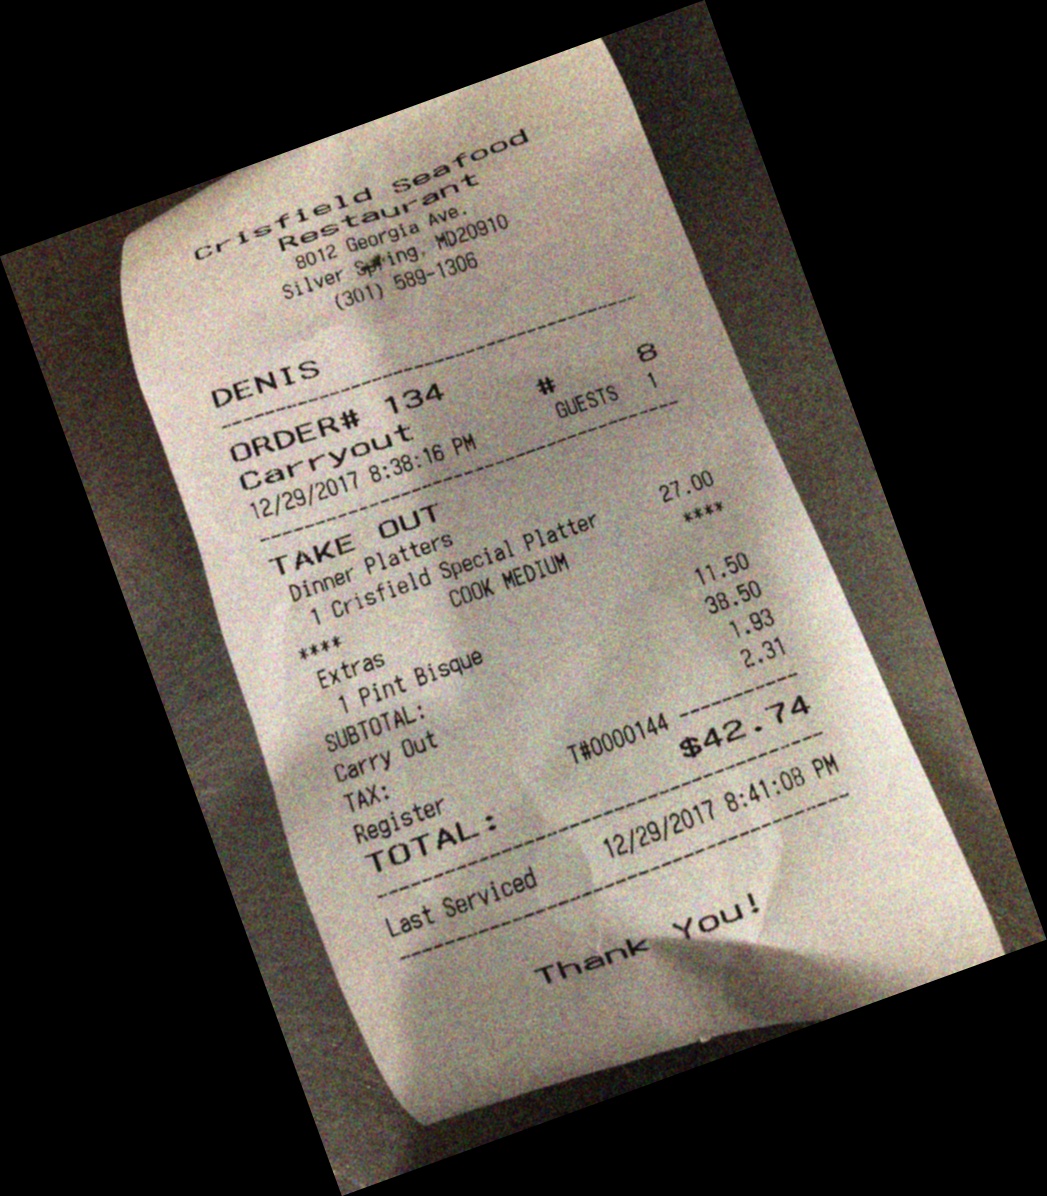 Crisfield Seafood
Restaurant
8012 Georgia Ave.
Silver Spring, MD20910
(301) 589-1306
DENIS
ORDER# 134 # 8
Carryout GUESTS 1
12/29/2017 8:38:16 PM
TAKE OUT
Dinner Platters
1 Crisfield Special Platter 27.00
**** COOK MEDIUM ****
Extras
1 Pint Bisque 11.50
SUBTOTAL: 38.50
Carry Out 1.93
TAX: 2.31
Register T#0000144
TOTAL: $42.74
Last Serviced 12/29/2017 8:41:08 PM
Thank You!